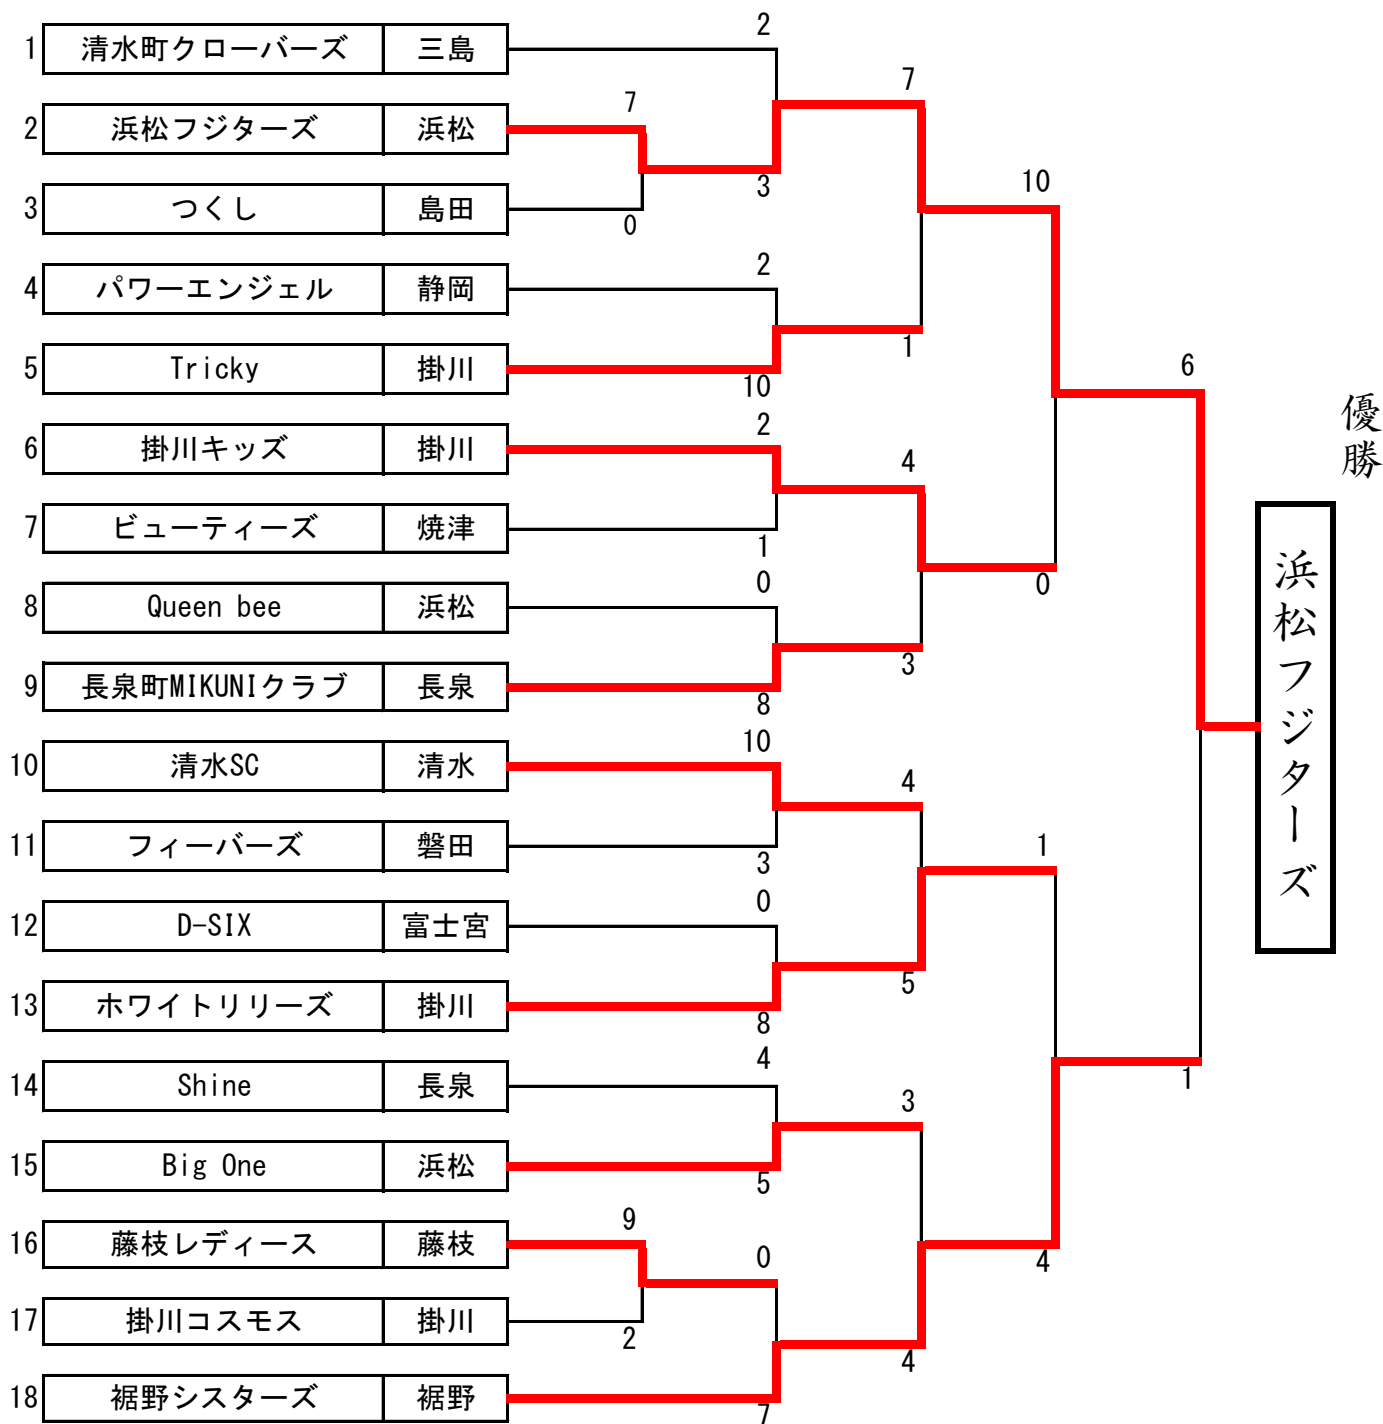 1 清水町クローバーズ 三島
2 浜松フジターズ 浜松
3 つくし 島田
4 パワーエンジェル 静岡
5 Tricky 掛川
6 掛川キッズ 掛川
7 ビューティーズ 焼津
8 Queen bee 浜松
9 長泉町MIKUNIクラブ 長泉
10 清水SC 清水
11 フィーバーズ 磐田
12 D-SIX 富士宮
13 ホワイトリリーズ 掛川
14 Shine 長泉
15 Big One 浜松
16 藤枝レディース 藤枝
17 掛川コスモス 掛川
18 裾野シスターズ 裾野
7
0
9
2
2
3
2
10
2
1
0
8
10
3
0
8
4
5
0
7
7
1
4
3
4
5
3
4
10
0
1
4
6
1
優勝
浜松フジターズ